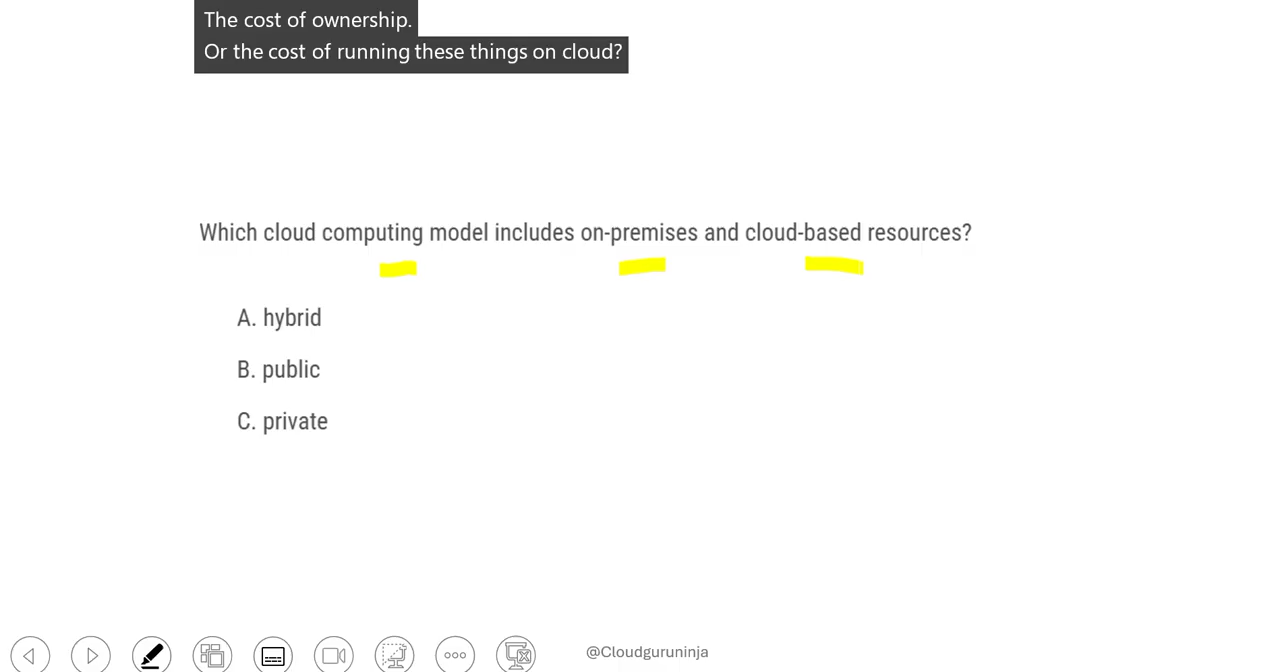 The cost of ownership.
Or the cost of running these things on cloud?
Which cloud computing model includes on-premises and cloud-based resources?
A. hybrid
B. public
C. private
@Cloudguruninja